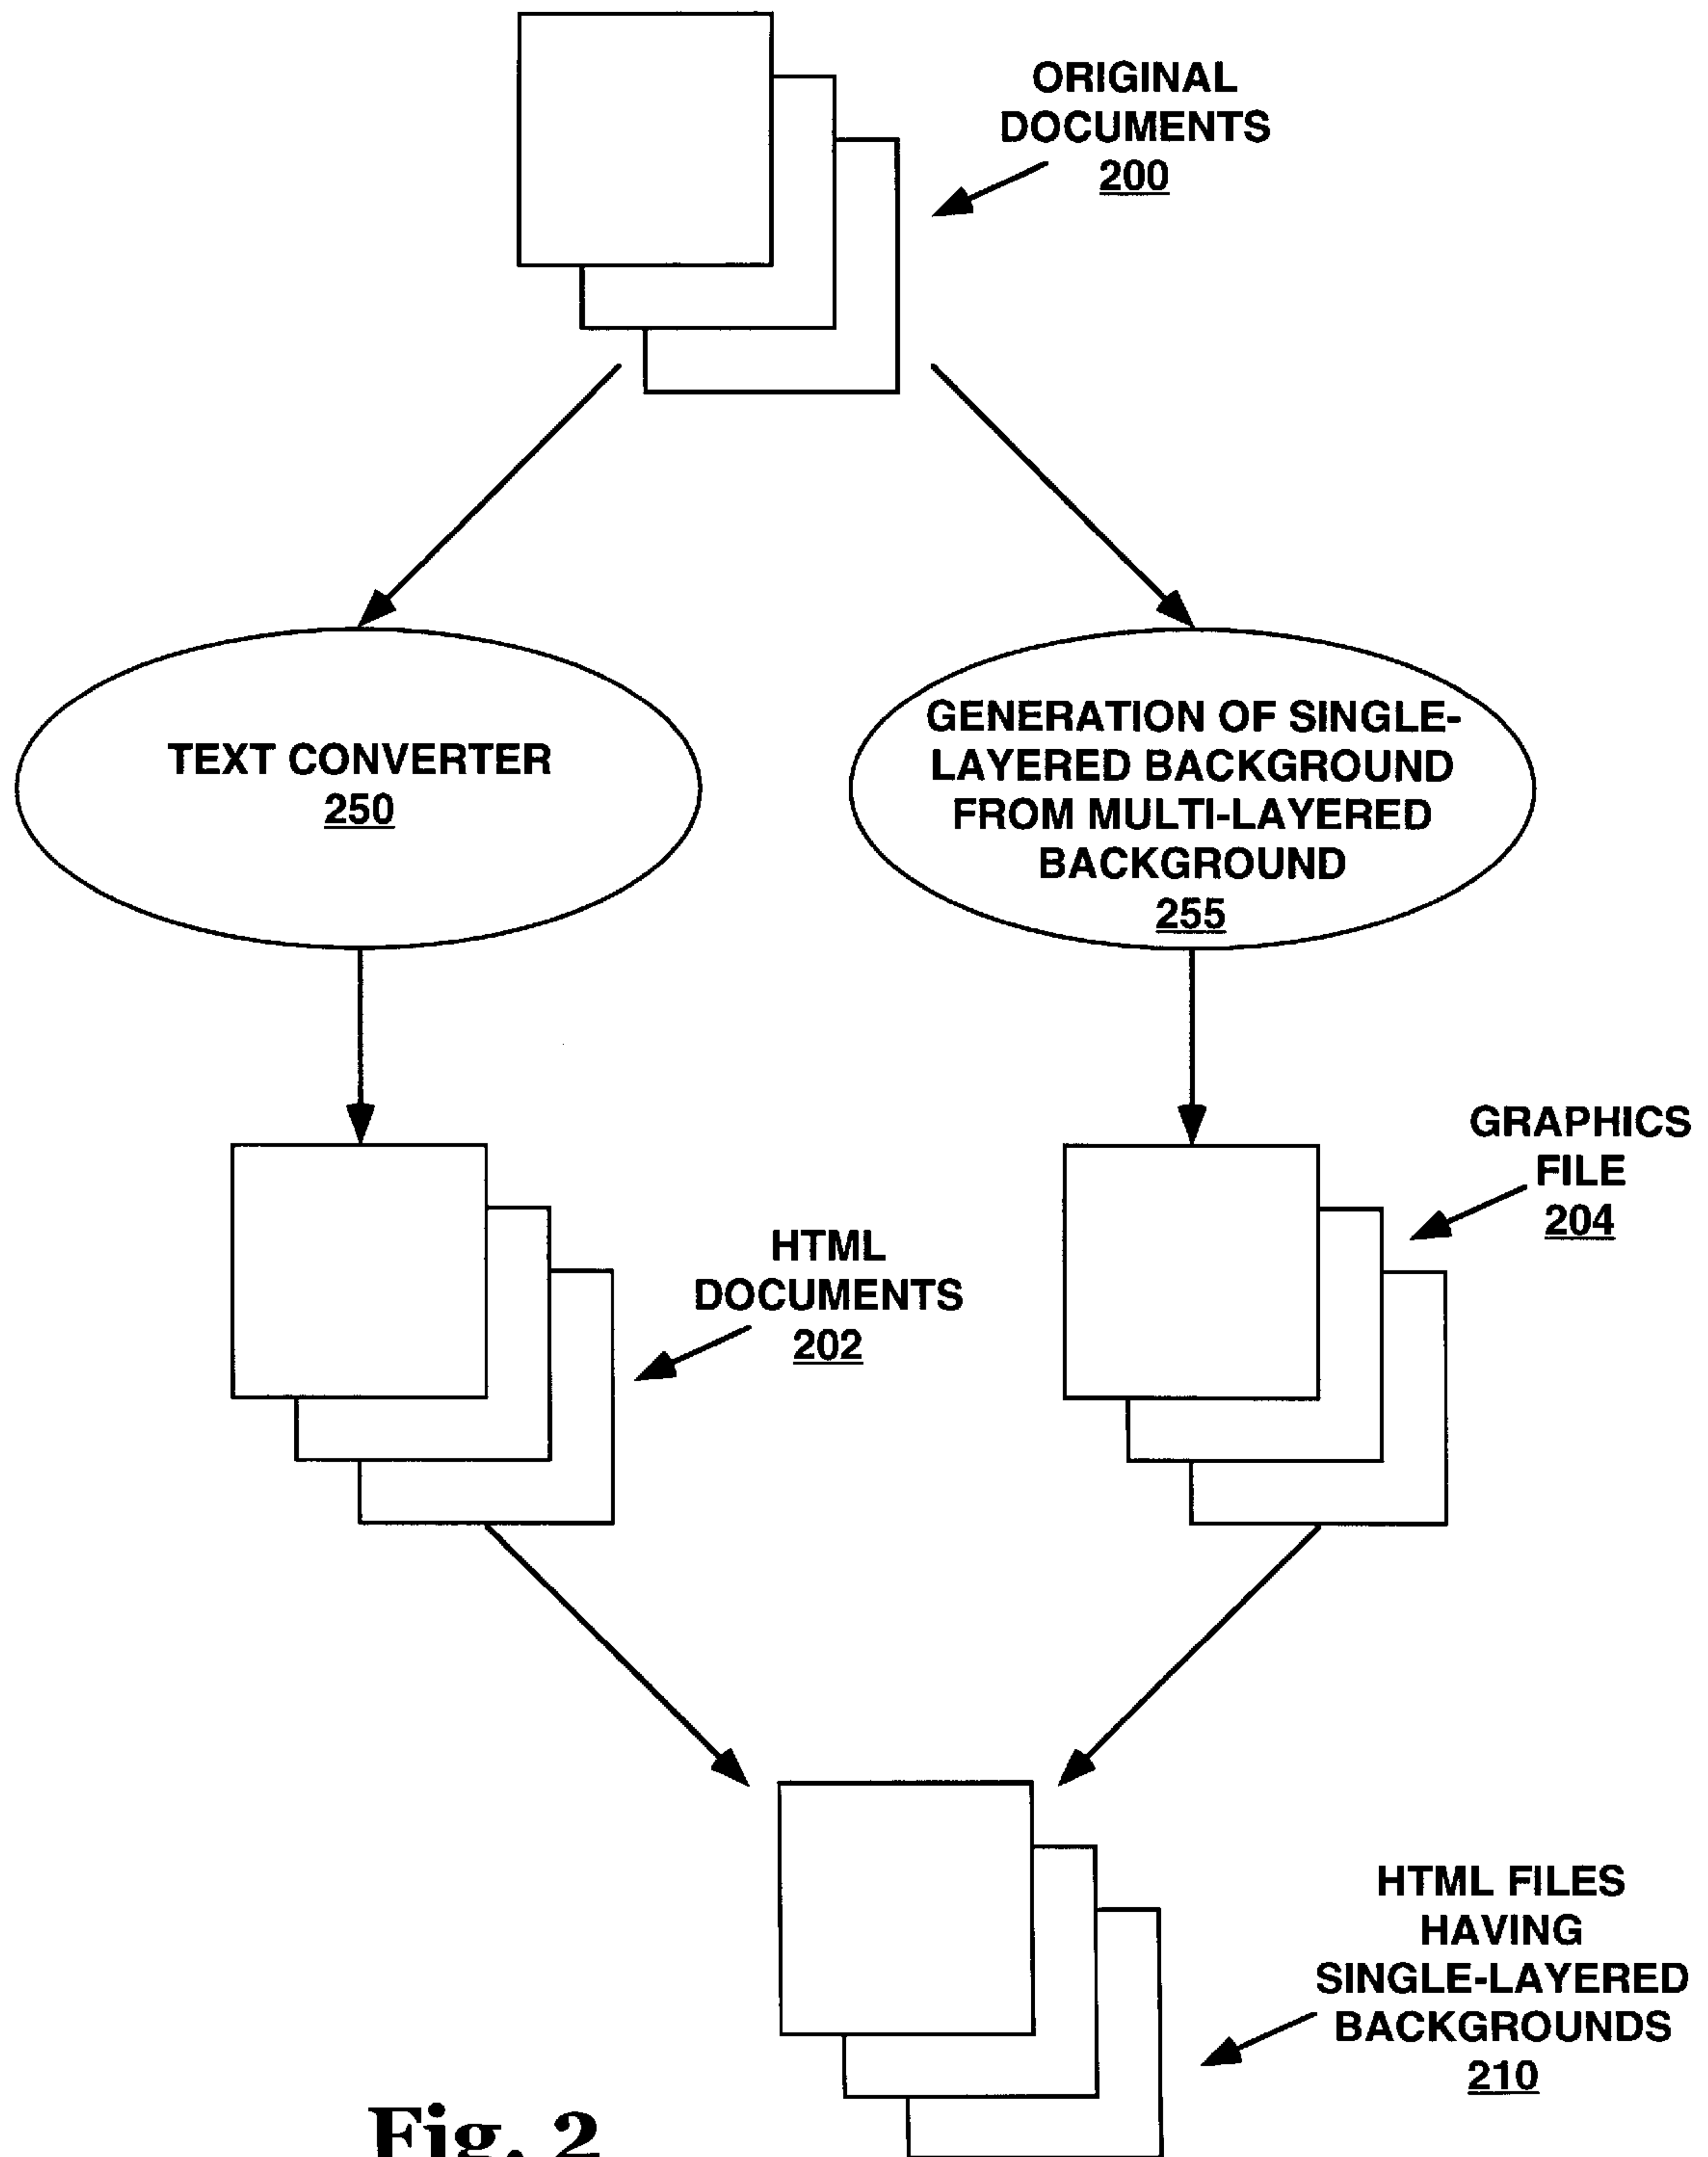 ORIGINAL
DOCUMENTS
200
TEXT CONVERTER
250
GENERATION OF SINGLE-
LAYERED BACKGROUND
FROM MULTI-LAYERED
BACKGROUND
255
GRAPHICS
FILE
204
HTML
DOCUMENTS
202
HTML FILES
HAVING
SINGLE-LAYERED
BACKGROUNDS
210
Fig. 2